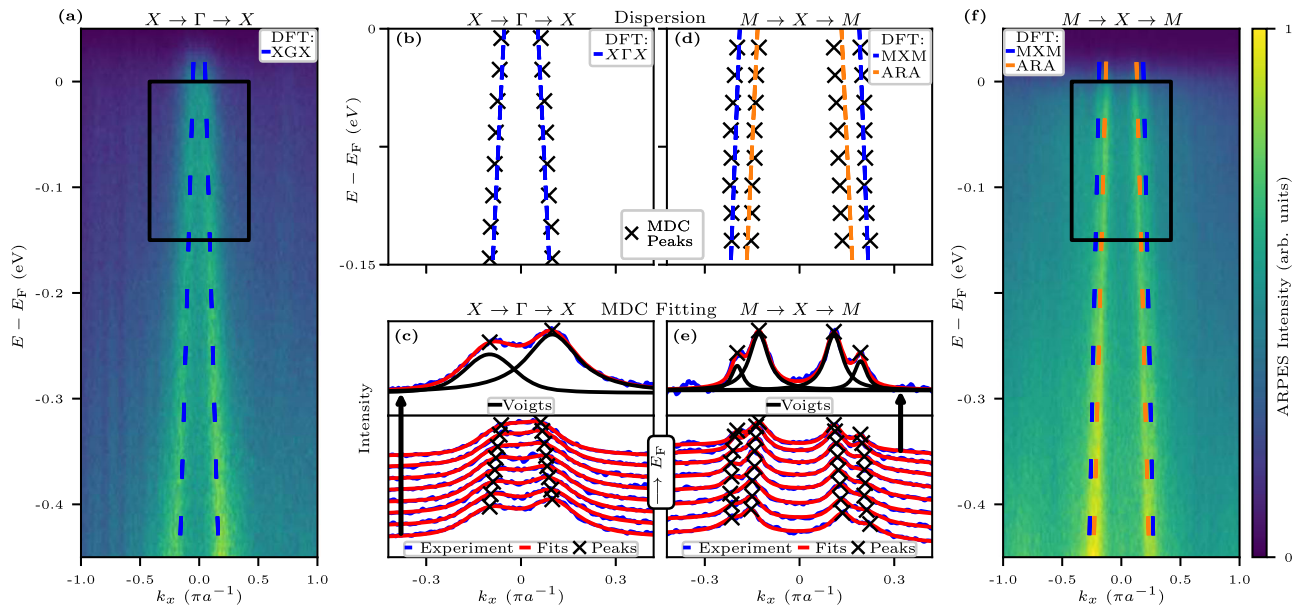 (a)
X → Γ → X
DFT:
XGX
0
-0.1
-0.2
-0.3
-0.4
E − E_F (eV)
-1.0
0.0
1.0
k_x (πa⁻¹)
X → Γ → X
Dispersion
M → X → M
(b)
DFT:
XΓX
(d)
DFT:
MXM
ARA
0
-0.15
E − E_F (eV)
MDC
Peaks
-0.3
0
0.3
-0.3
0
0.3
X → Γ → X
MDC Fitting
M → X → M
(c)
(e)
Voigts
Voigts
Intensity
→ E_F
Experiment
Fits
Peaks
Experiment
Fits
Peaks
-0.3
0
0.3
-0.3
0
0.3
k_x (πa⁻¹)
k_x (πa⁻¹)
(f)
M → X → M
DFT:
MXM
ARA
0
-0.1
-0.2
-0.3
-0.4
E − E_F (eV)
-1.0
0.0
1.0
k_x (πa⁻¹)
1
0
ARPES Intensity (arb. units)